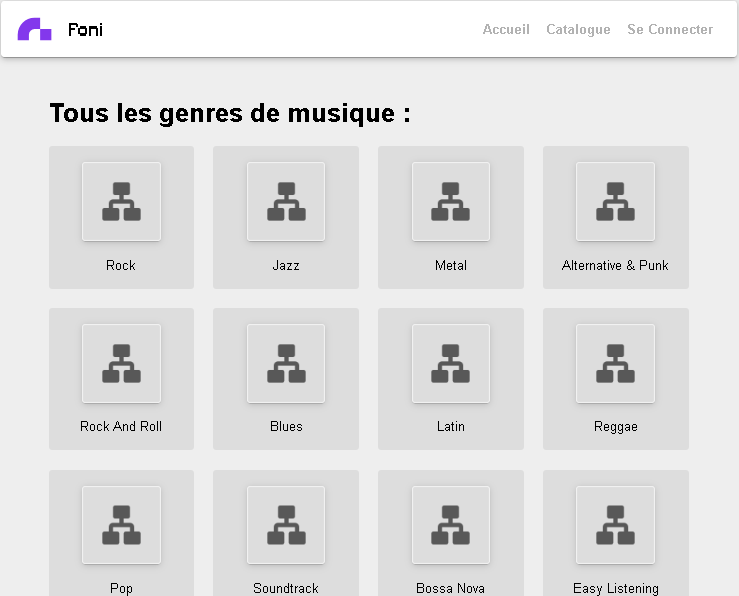 Foni
Accueil Catalogue Se Connecter
Tous les genres de musique :
Rock
Jazz
Metal
Alternative & Punk
Rock And Roll
Blues
Latin
Reggae
Pop
Soundtrack
Bossa Nova
Easy Listening